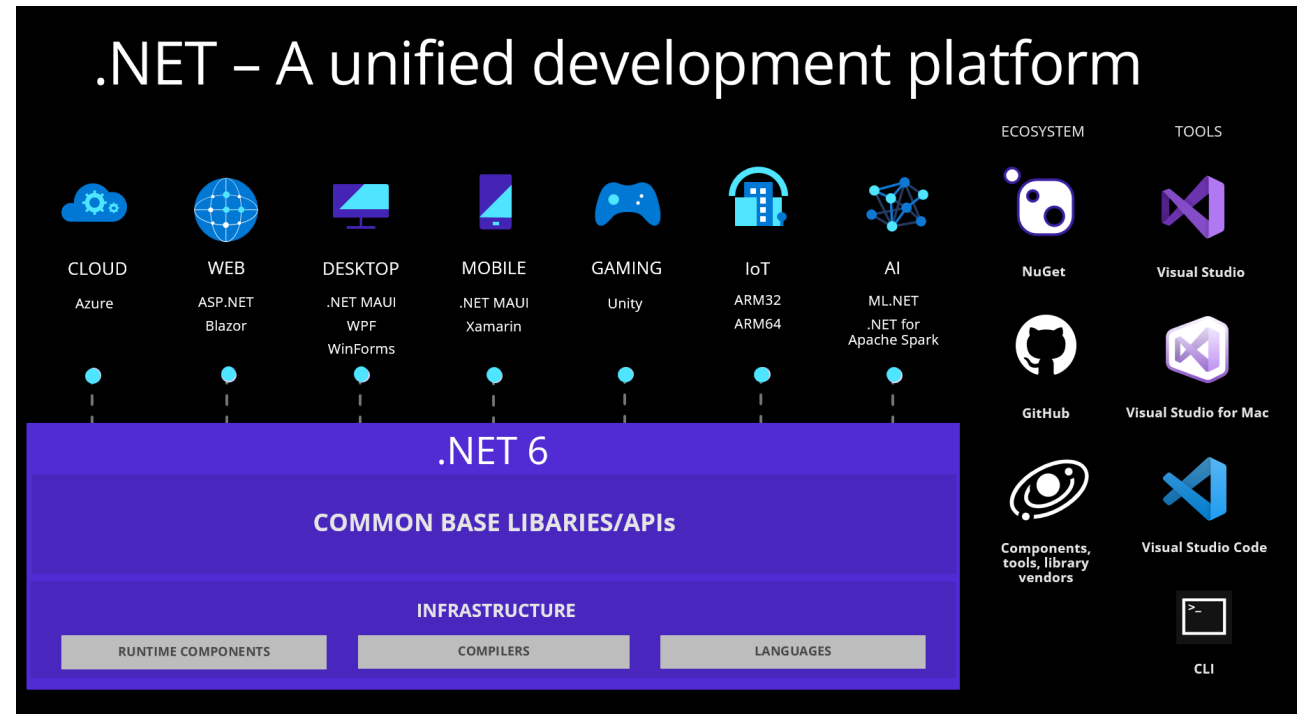 .NET – A unified development platform
ECOSYSTEM
TOOLS
CLOUD
Azure
WEB
ASP.NET
Blazor
DESKTOP
.NET MAUI
WPF
WinForms
MOBILE
.NET MAUI
Xamarin
GAMING
Unity
IoT
ARM32
ARM64
AI
ML.NET
.NET for
Apache Spark
NuGet
GitHub
Components,
tools, library
vendors
Visual Studio
Visual Studio for Mac
Visual Studio Code
>_
CLI
.NET 6
COMMON BASE LIBARIES/APIs
INFRASTRUCTURE
RUNTIME COMPONENTS
COMPILERS
LANGUAGES